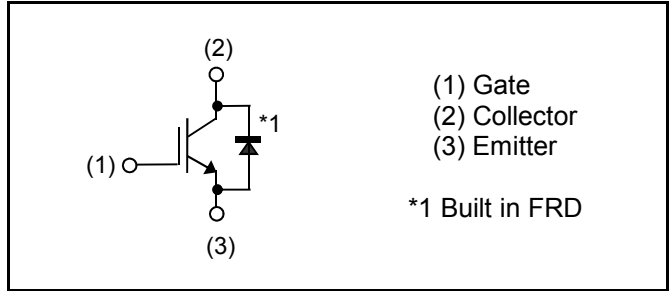 (2)
*1
(1)
(3)
(1) Gate
(2) Collector
(3) Emitter
*1 Built in FRD